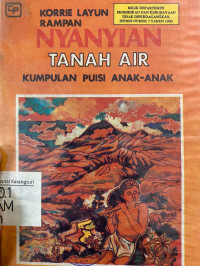 KORRIE LAYUN
RAMPAN
MILIK DEPARTEMEN
PENDIDIKAN DAN KEBUDAYAAN
TIDAK DIPERDAGANGKAN
NYANYIAN
TANAH AIR
KUMPULAN PUISI ANAK-ANAK